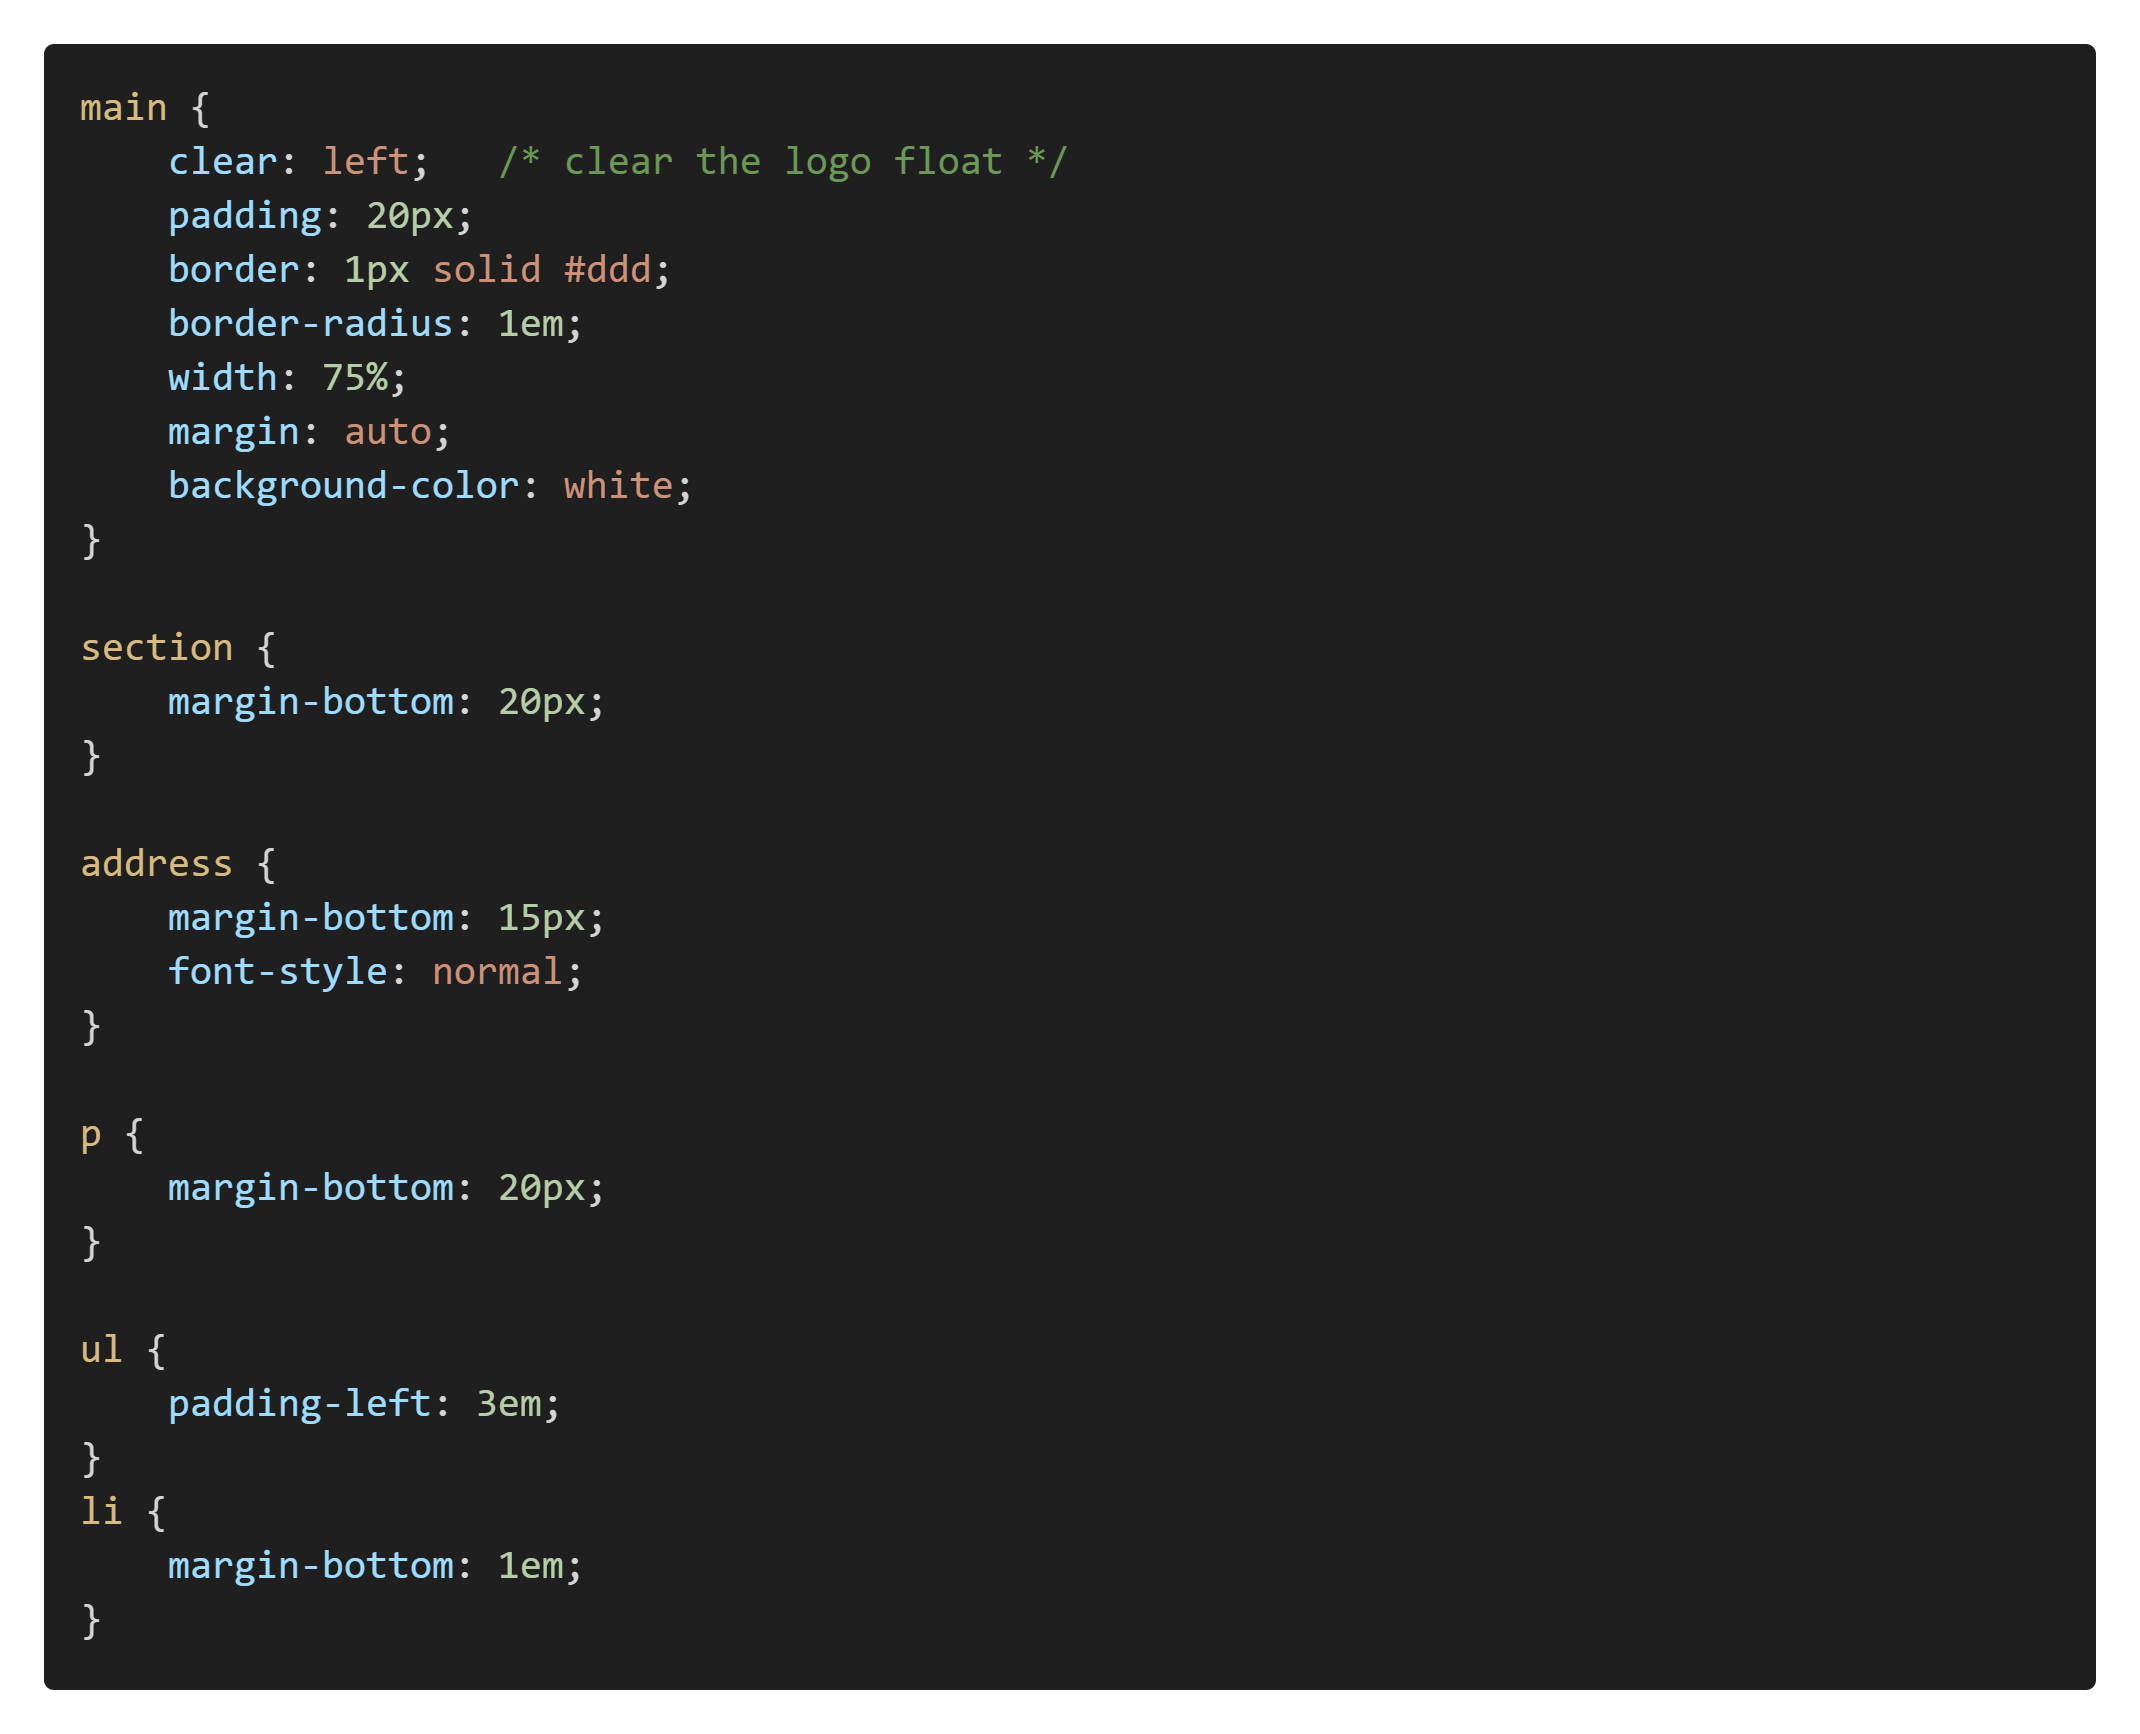 main {
    clear: left;   /* clear the logo float */
    padding: 20px;
    border: 1px solid #ddd;
    border-radius: 1em;
    width: 75%;
    margin: auto;
    background-color: white;
}

section {
    margin-bottom: 20px;
}

address {
    margin-bottom: 15px;
    font-style: normal;
}

p {
    margin-bottom: 20px;
}

ul {
    padding-left: 3em;
}
li {
    margin-bottom: 1em;
}